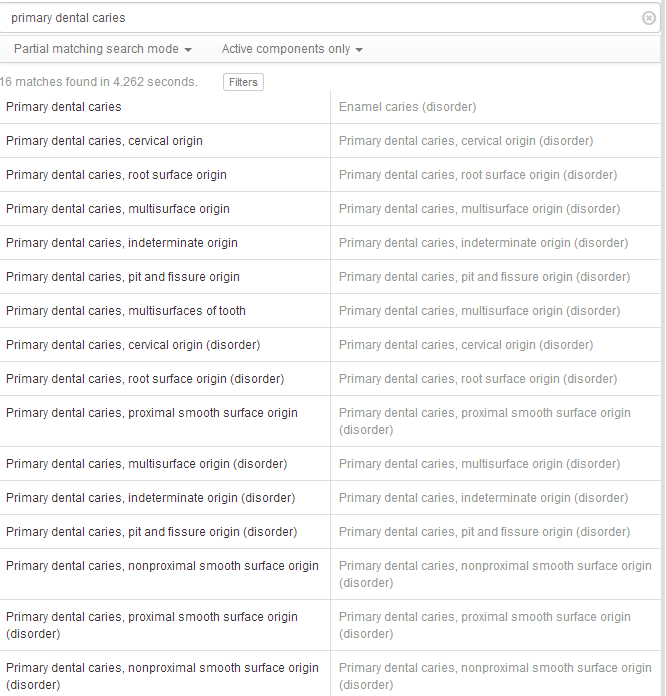 primary dental caries
Partial matching search mode Active components only
16 matches found in 4.262 seconds. Filters
Primary dental caries Enamel caries (disorder)
Primary dental caries, cervical origin Primary dental caries, cervical origin (disorder)
Primary dental caries, root surface origin Primary dental caries, root surface origin (disorder)
Primary dental caries, multisurface origin Primary dental caries, multisurface origin (disorder)
Primary dental caries, indeterminate origin Primary dental caries, indeterminate origin (disorder)
Primary dental caries, pit and fissure origin Primary dental caries, pit and fissure origin (disorder)
Primary dental caries, multisurfaces of tooth Primary dental caries, multisurface origin (disorder)
Primary dental caries, cervical origin (disorder) Primary dental caries, cervical origin (disorder)
Primary dental caries, root surface origin (disorder) Primary dental caries, root surface origin (disorder)
Primary dental caries, proximal smooth surface origin Primary dental caries, proximal smooth surface origin
(disorder)
Primary dental caries, multisurface origin (disorder) Primary dental caries, multisurface origin (disorder)
Primary dental caries, indeterminate origin (disorder) Primary dental caries, indeterminate origin (disorder)
Primary dental caries, pit and fissure origin (disorder) Primary dental caries, pit and fissure origin (disorder)
Primary dental caries, nonproximal smooth surface origin Primary dental caries, nonproximal smooth surface origin
(disorder)
Primary dental caries, proximal smooth surface origin Primary dental caries, proximal smooth surface origin
(disorder) (disorder)
Primary dental caries, nonproximal smooth surface origin Primary dental caries, nonproximal smooth surface origin
(disorder) (disorder)